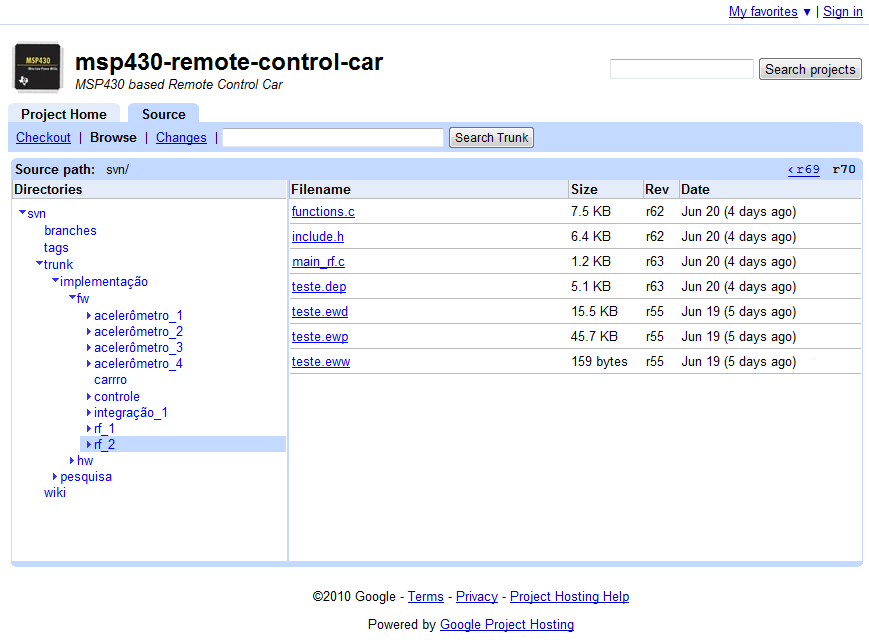 My favorites ▼ | Sign in
MSP430
msp430-remote-control-car
MSP430 based Remote Control Car
Search projects
Project Home Source
Checkout | Browse | Changes | Search Trunk
Source path: svn/ ‹r69 r70
Directories Filename Size Rev Date
svn
branches
tags
trunk
implementação
fw
acelerômetro_1
acelerômetro_2
acelerômetro_3
acelerômetro_4
carrro
controle
integração_1
rf_1
rf_2
hw
pesquisa
wiki
functions.c 7.5 KB r62 Jun 20 (4 days ago)
include.h 6.4 KB r62 Jun 20 (4 days ago)
main_rf.c 1.2 KB r63 Jun 20 (4 days ago)
teste.dep 5.1 KB r63 Jun 20 (4 days ago)
teste.ewd 15.5 KB r55 Jun 19 (5 days ago)
teste.ewp 45.7 KB r55 Jun 19 (5 days ago)
teste.eww 159 bytes r55 Jun 19 (5 days ago)
©2010 Google - Terms - Privacy - Project Hosting Help
Powered by Google Project Hosting